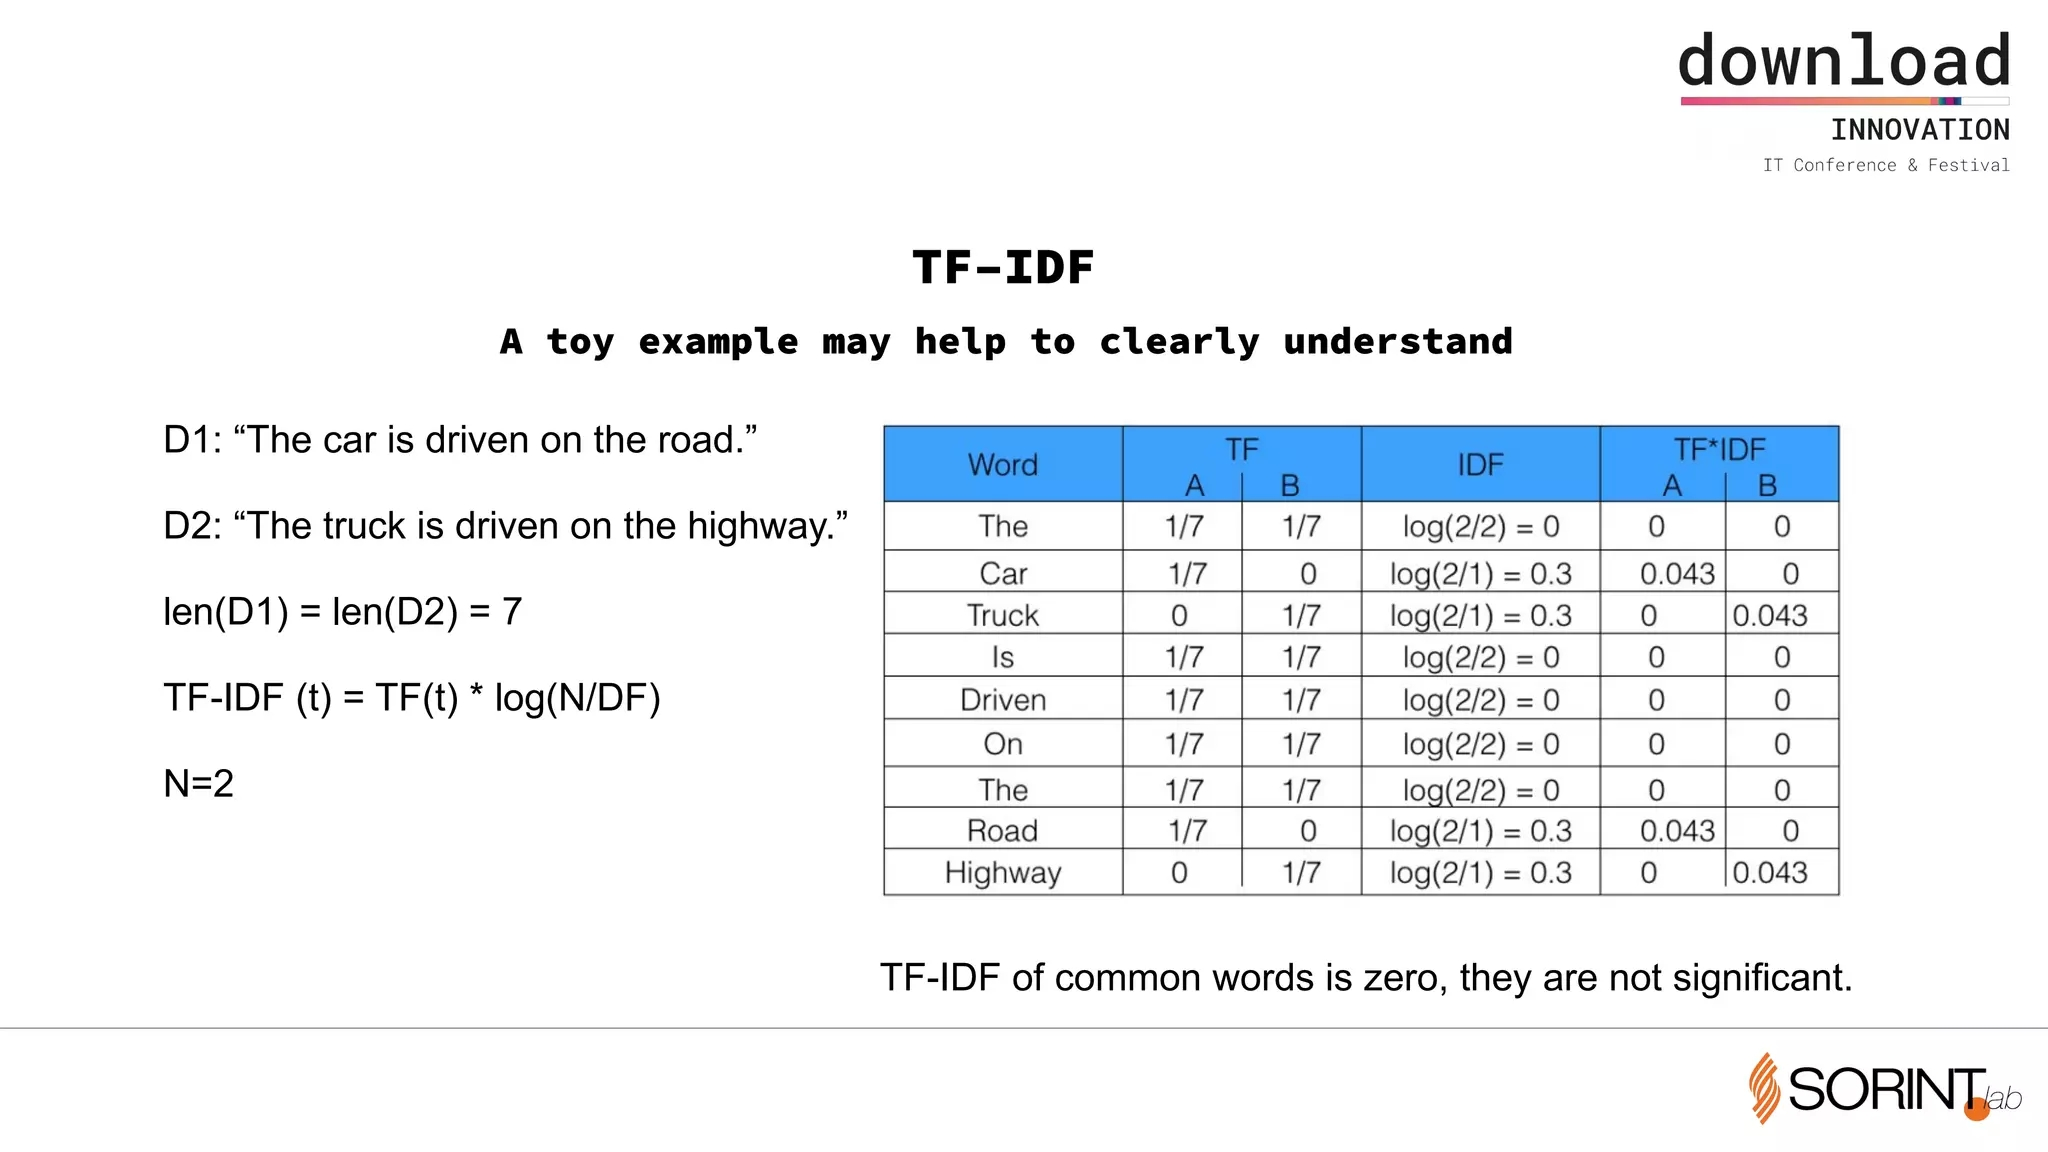 download
INNOVATION
IT Conference & Festival
TF-IDF
A toy example may help to clearly understand
D1: “The car is driven on the road.”
D2: “The truck is driven on the highway.”
len(D1) = len(D2) = 7
TF-IDF (t) = TF(t) * log(N/DF)
N=2
Word TF A B IDF TF*IDF A B
The 1/7 1/7 log(2/2) = 0 0 0
Car 1/7 0 log(2/1) = 0.3 0.043 0
Truck 0 1/7 log(2/1) = 0.3 0 0.043
Is 1/7 1/7 log(2/2) = 0 0 0
Driven 1/7 1/7 log(2/2) = 0 0 0
On 1/7 1/7 log(2/2) = 0 0 0
The 1/7 1/7 log(2/2) = 0 0 0
Road 1/7 0 log(2/1) = 0.3 0.043 0
Highway 0 1/7 log(2/1) = 0.3 0 0.043
TF-IDF of common words is zero, they are not significant.
SORINT.lab